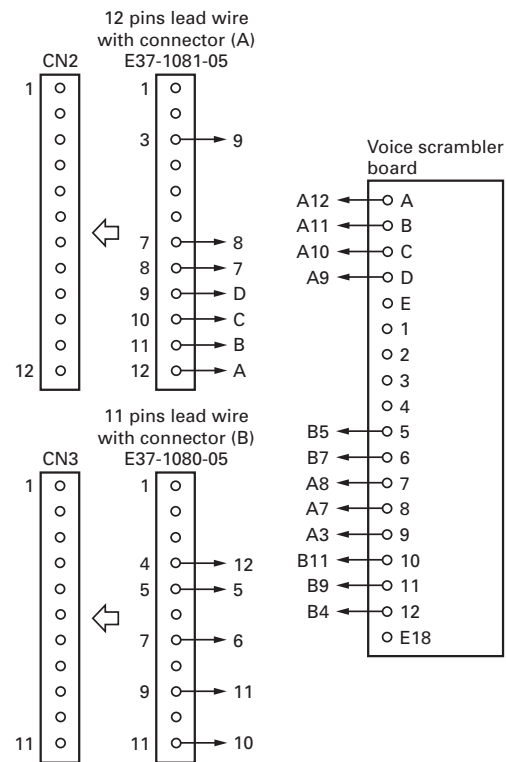 12 pins lead wire
with connector (A)
CN2 E37-1081-05
1 1
3 9
7 8
8 7
9 D
10 C
11 B
12 12 A
11 pins lead wire
with connector (B)
CN3 E37-1080-05
1 1
4 12
5 5
7 6
9 11
11 11 10
Voice scrambler
board
A12 A
A11 B
A10 C
A9 D
E
1
2
3
4
B5 5
B7 6
A8 7
A7 8
A3 9
B11 10
B9 11
B4 12
E18